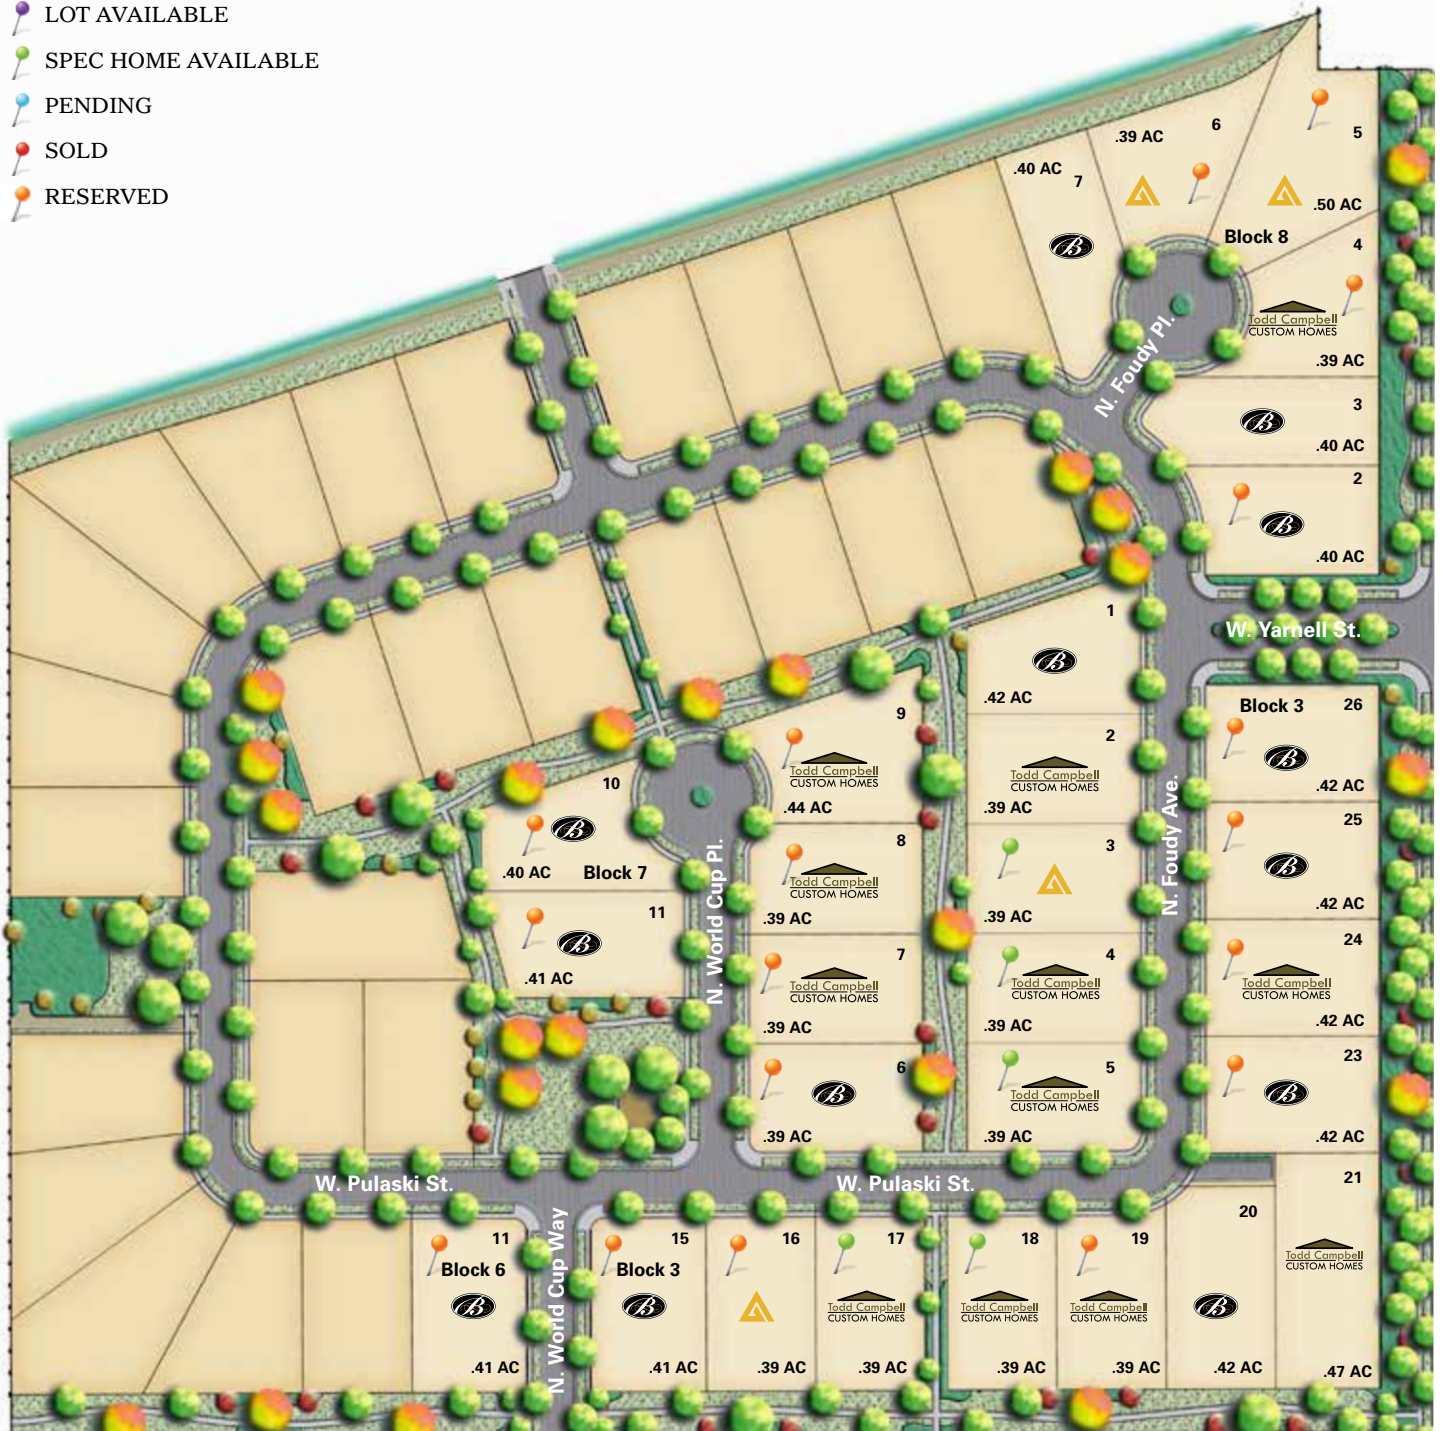 LOT AVAILABLE
SPEC HOME AVAILABLE
PENDING
SOLD
RESERVED
5
.50 AC
6
.39 AC
.40 AC
7
B
Block 8
4
Todd Campbell
CUSTOM HOMES
.39 AC
N. Foudy Pl.
3
B
.40 AC
2
B
.40 AC
W. Yarnell St.
1
B
.42 AC
2
Todd Campbell
CUSTOM HOMES
.39 AC
3
.39 AC
4
Todd Campbell
CUSTOM HOMES
.39 AC
5
Todd Campbell
CUSTOM HOMES
.39 AC
N. Foudy Ave.
Block 3
26
B
.42 AC
25
B
.42 AC
24
Todd Campbell
CUSTOM HOMES
.42 AC
23
B
.42 AC
9
Todd Campbell
CUSTOM HOMES
.44 AC
8
Todd Campbell
CUSTOM HOMES
.39 AC
7
Todd Campbell
CUSTOM HOMES
.39 AC
6
B
.39 AC
N. World Cup Pl.
10
B
.40 AC
Block 7
11
B
.41 AC
W. Pulaski St.
W. Pulaski St.
11
Block 6
B
.41 AC
N. World Cup Way
15
Block 3
B
.41 AC
16
.39 AC
17
Todd Campbell
CUSTOM HOMES
.39 AC
18
Todd Campbell
CUSTOM HOMES
.39 AC
19
Todd Campbell
CUSTOM HOMES
.39 AC
20
B
.42 AC
21
Todd Campbell
CUSTOM HOMES
.47 AC